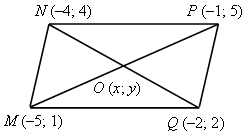 N (−4; 4) P (−1; 5)
O (x; y)
M (−5; 1) Q (−2; 2)